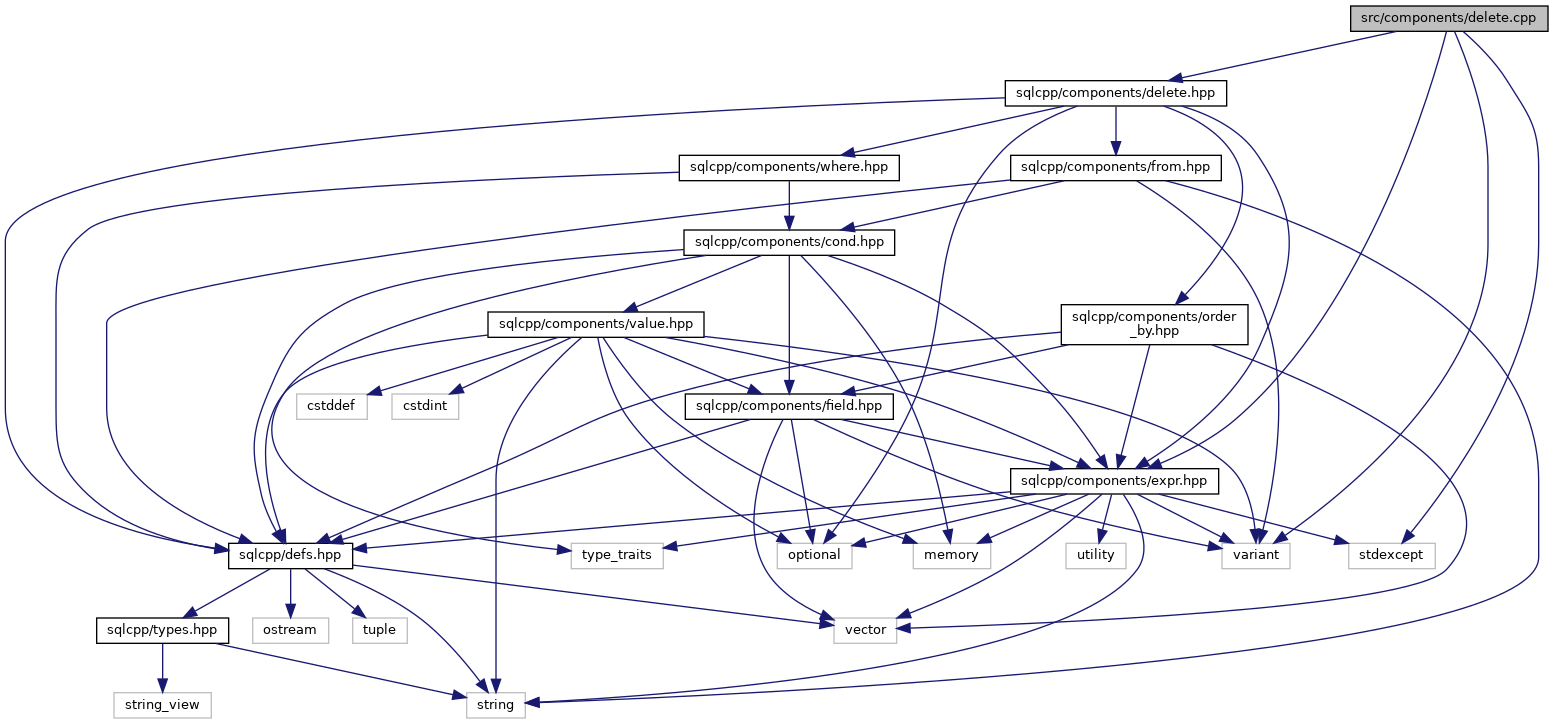 src/components/delete.cpp
sqlcpp/components/delete.hpp
sqlcpp/components/where.hpp
sqlcpp/components/from.hpp
sqlcpp/components/cond.hpp
sqlcpp/components/value.hpp
sqlcpp/components/order
_by.hpp
cstddef
cstdint
sqlcpp/components/field.hpp
sqlcpp/components/expr.hpp
sqlcpp/defs.hpp
type_traits
optional
memory
utility
variant
stdexcept
sqlcpp/types.hpp
ostream
tuple
vector
string_view
string